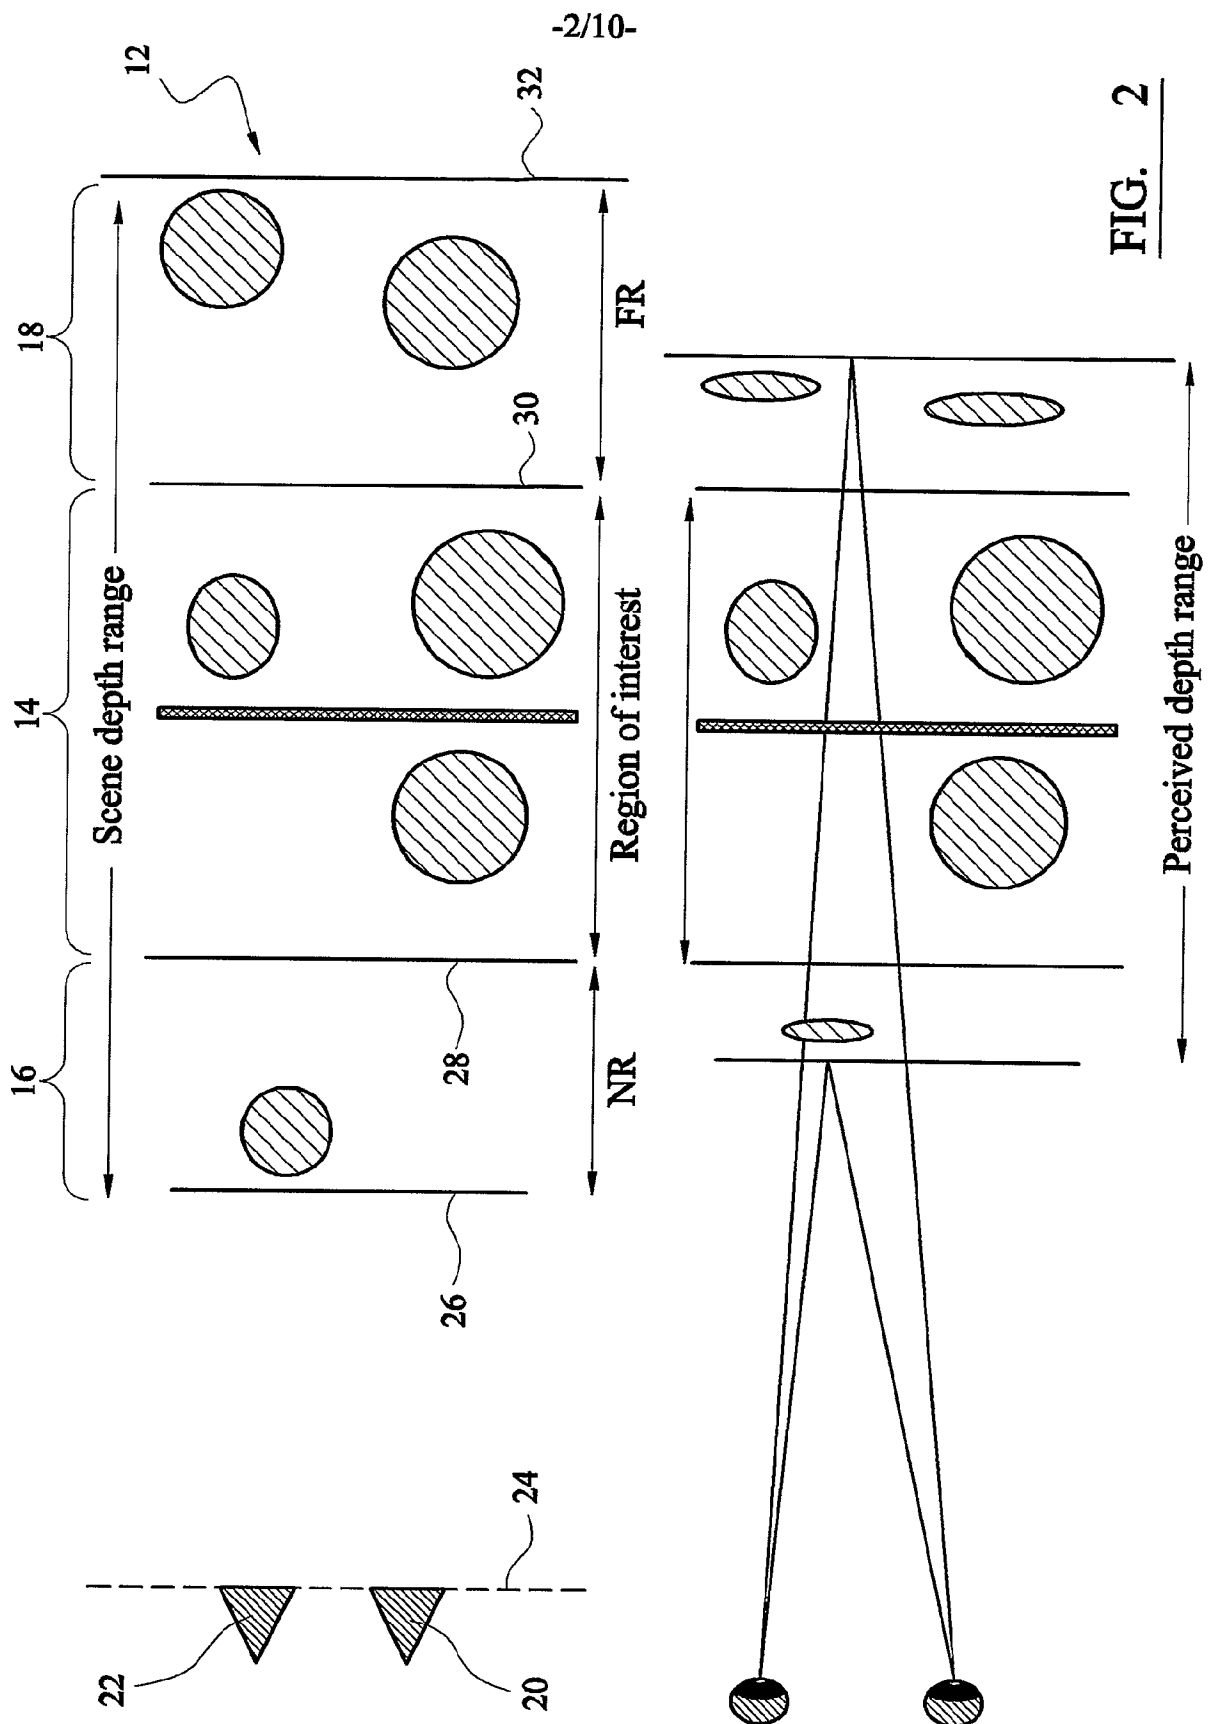 -2/10-
12
18
14
16
Scene depth range
32
30
28
26
FR
Region of interest
NR
24
22
20
Perceived depth range
FIG. 2